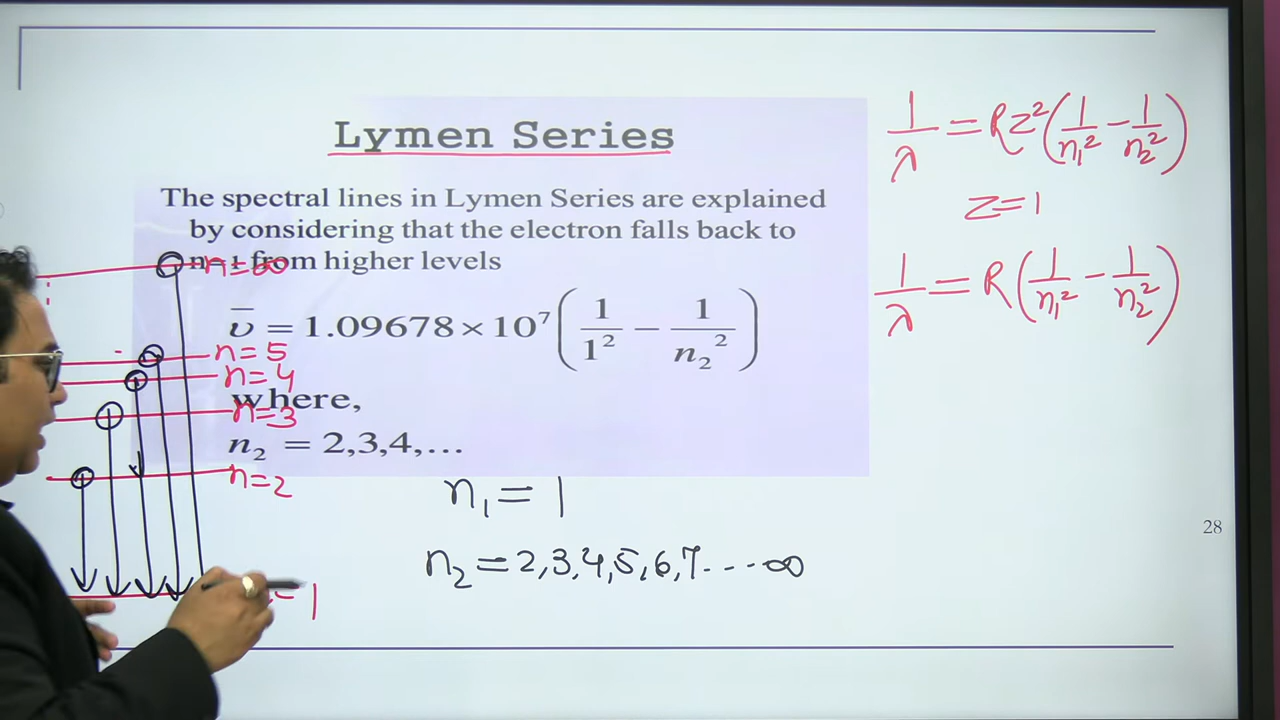 Lymen Series
The spectral lines in Lymen Series are explained
by considering that the electron falls back to
from higher levels
n=∞
ῡ = 1.09678×10⁷(1/1² − 1/n₂²)
n=5
n=4
where,
n=3
n₂ = 2,3,4,…
n=2
n₁ = 1
n₂ = 2,3,4,5,6,7---∞
= 1
1/λ = RZ²(1/n₁² − 1/n₂²)
Z=1
1/λ = R(1/n₁² − 1/n₂²)
28